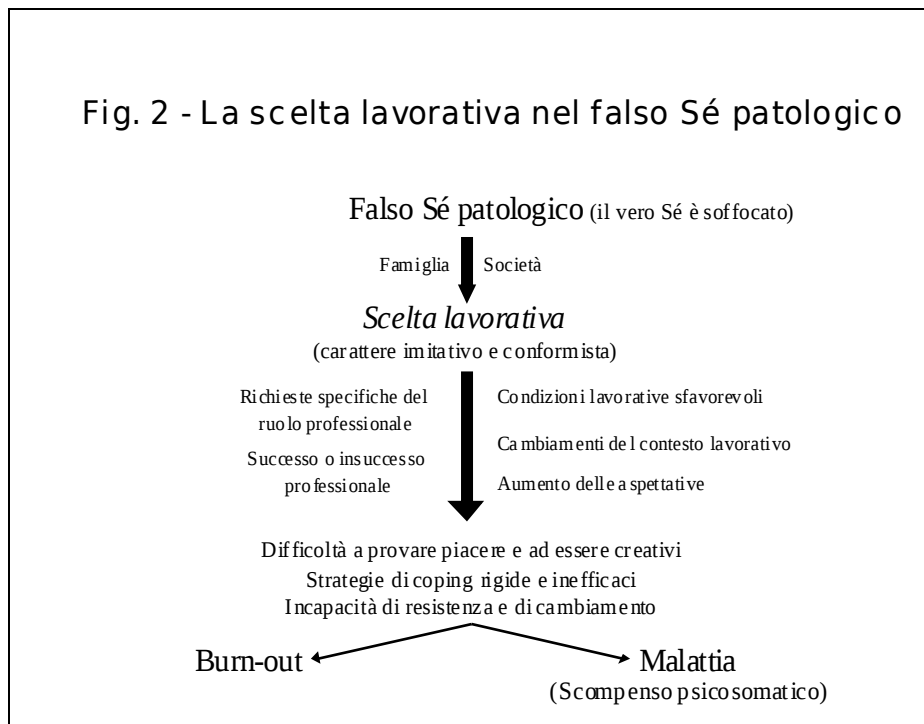 Fig. 2 - La scelta lavorativa nel falso Sé patologico
Falso Sé patologico (il vero Sé è soffocato)
Famiglia Società
Scelta lavorativa
(carattere imitativo e conformista)
Richieste specifiche del
ruolo professionale
Successo o insuccesso
professionale
Condizioni lavorative sfavorevoli
Cambiamenti del contesto lavorativo
Aumento delle aspettative
Difficoltà a provare piacere e ad essere creativi
Strategie di coping rigide e inefficaci
Incapacità di resistenza e di cambiamento
Burn-out
Malattia
(Scompenso psicosomatico)